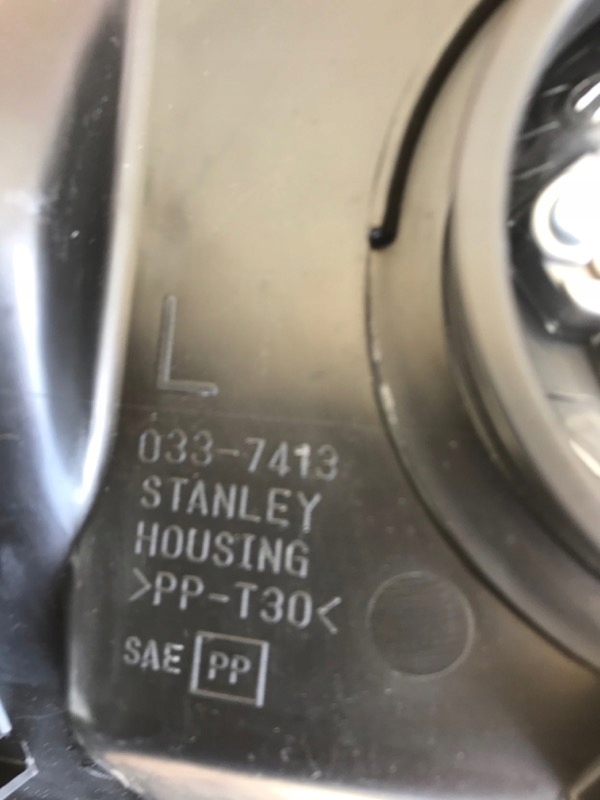 L
033-7413
STANLEY
HOUSING
>PP-T30<
SAE PP